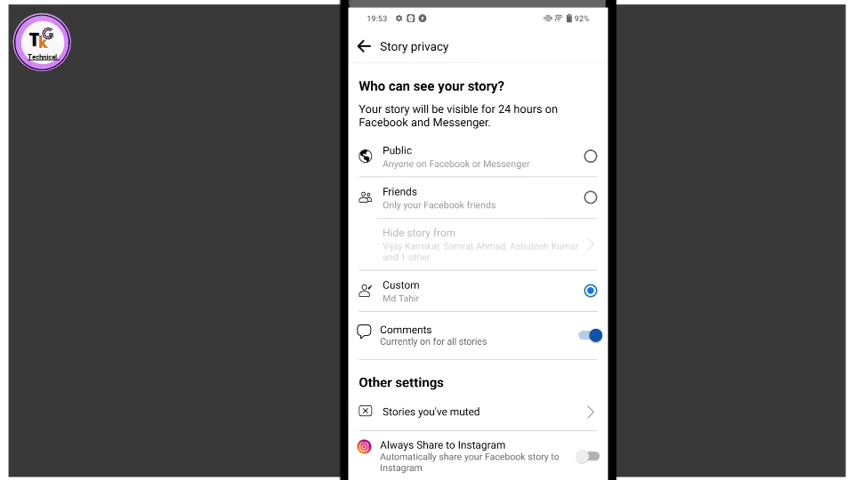 TKG
Technical
19:53
92%
Story privacy
Who can see your story?
Your story will be visible for 24 hours on
Facebook and Messenger.
Public
Anyone on Facebook or Messenger
Friends
Only your Facebook friends
Hide story from
Vijay Karmkar, Samrat Ahmad, Ashutosh Kumar
and 1 other
Custom
Md Tahir
Comments
Currently on for all stories
Other settings
Stories you've muted
Always Share to Instagram
Automatically share your Facebook story to
Instagram